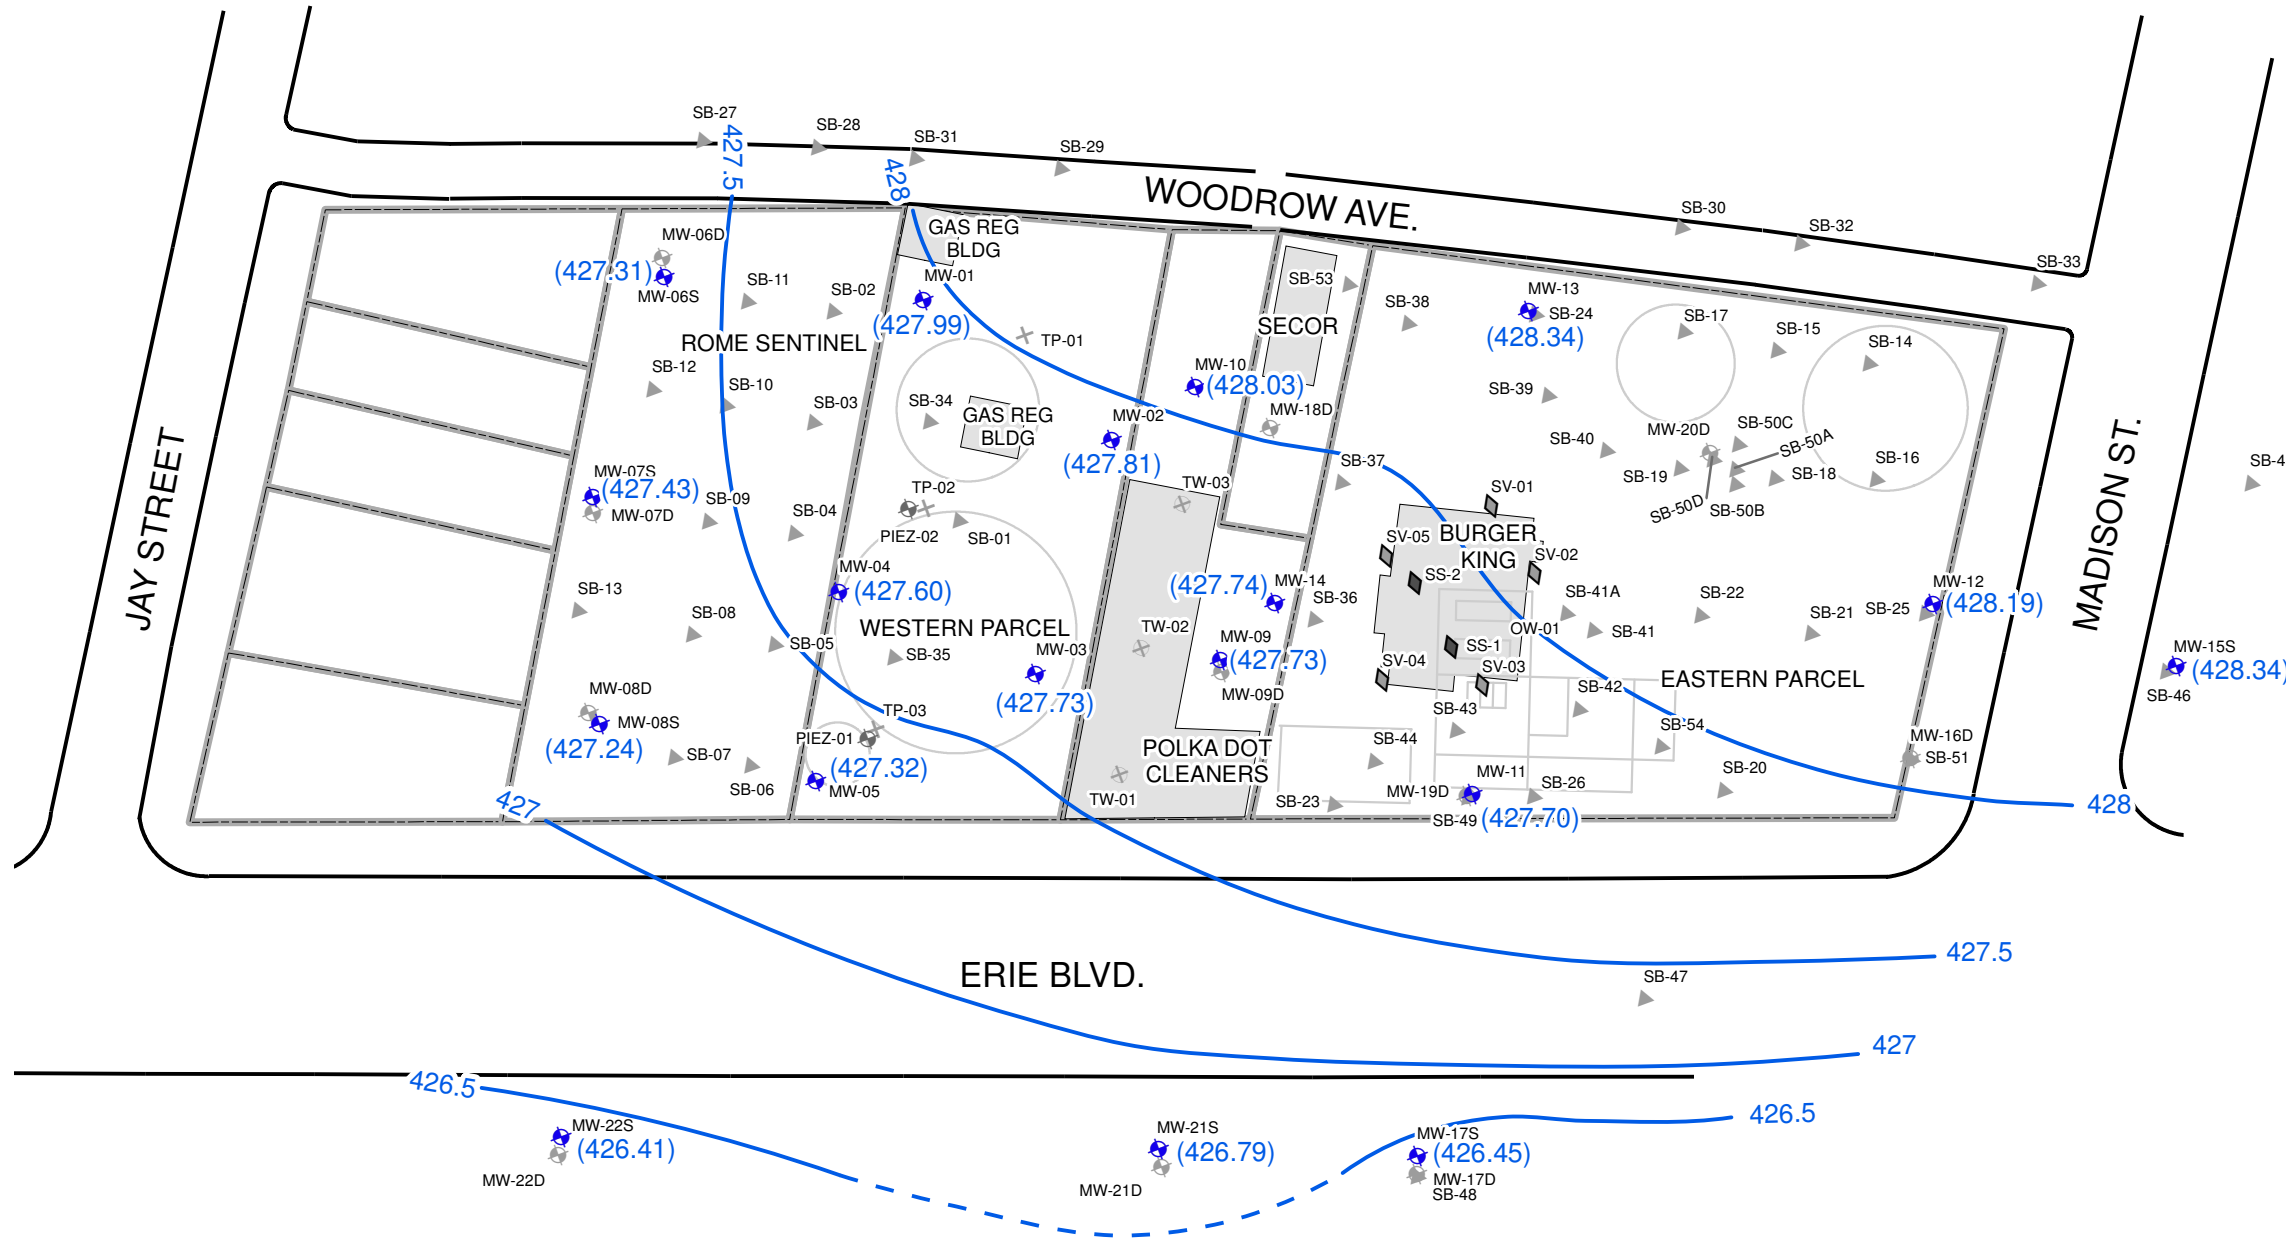 SB-27
SB-28
SB-31
SB-29
427.5
428
WOODROW AVE.
SB-30
SB-32
SB-33
MW-06D
(427.31)
MW-06S
SB-11
SB-02
GAS REG
BLDG
MW-01
(427.99)
TP-01
SB-53
SECOR
SB-38
MW-13
SB-24
(428.34)
SB-17
SB-15
SB-14
ROME SENTINEL
SB-12
SB-10
SB-03
SB-34
GAS REG
BLDG
MW-02
(427.81)
MW-10
(428.03)
MW-18D
SB-39
SB-40
MW-20D
SB-50C
SB-50A
SB-19
SB-18
SB-16
SB-50D
SB-50B
SB-4
JAY STREET
MADISON ST.
MW-07S
(427.43)
MW-07D
SB-09
SB-04
TP-02
PIEZ-02
SB-01
TW-03
SB-37
SV-01
SV-05
BURGER
KING
SV-02
SS-2
MW-04
(427.60)
SB-13
SB-08
SB-05
WESTERN PARCEL
SB-35
MW-03
(427.73)
TW-02
(427.74)
MW-14
SB-36
MW-09
(427.73)
MW-09D
SV-04
SS-1
SV-03
OW-01
SB-41A
SB-41
SB-22
SB-21
SB-25
MW-12
(428.19)
MW-15S
(428.34)
SB-46
EASTERN PARCEL
MW-08D
MW-08S
(427.24)
SB-07
SB-06
TP-03
PIEZ-01
(427.32)
MW-05
POLKA DOT
CLEANERS
TW-01
SB-42
SB-43
SB-44
SB-54
MW-16D
SB-51
SB-20
MW-11
MW-19D
SB-26
SB-23
SB-49
(427.70)
427
428
427.5
ERIE BLVD.
SB-47
427
426.5
426.5
MW-22S
(426.41)
MW-22D
MW-21S
(426.79)
MW-21D
MW-17S
(426.45)
MW-17D
SB-48